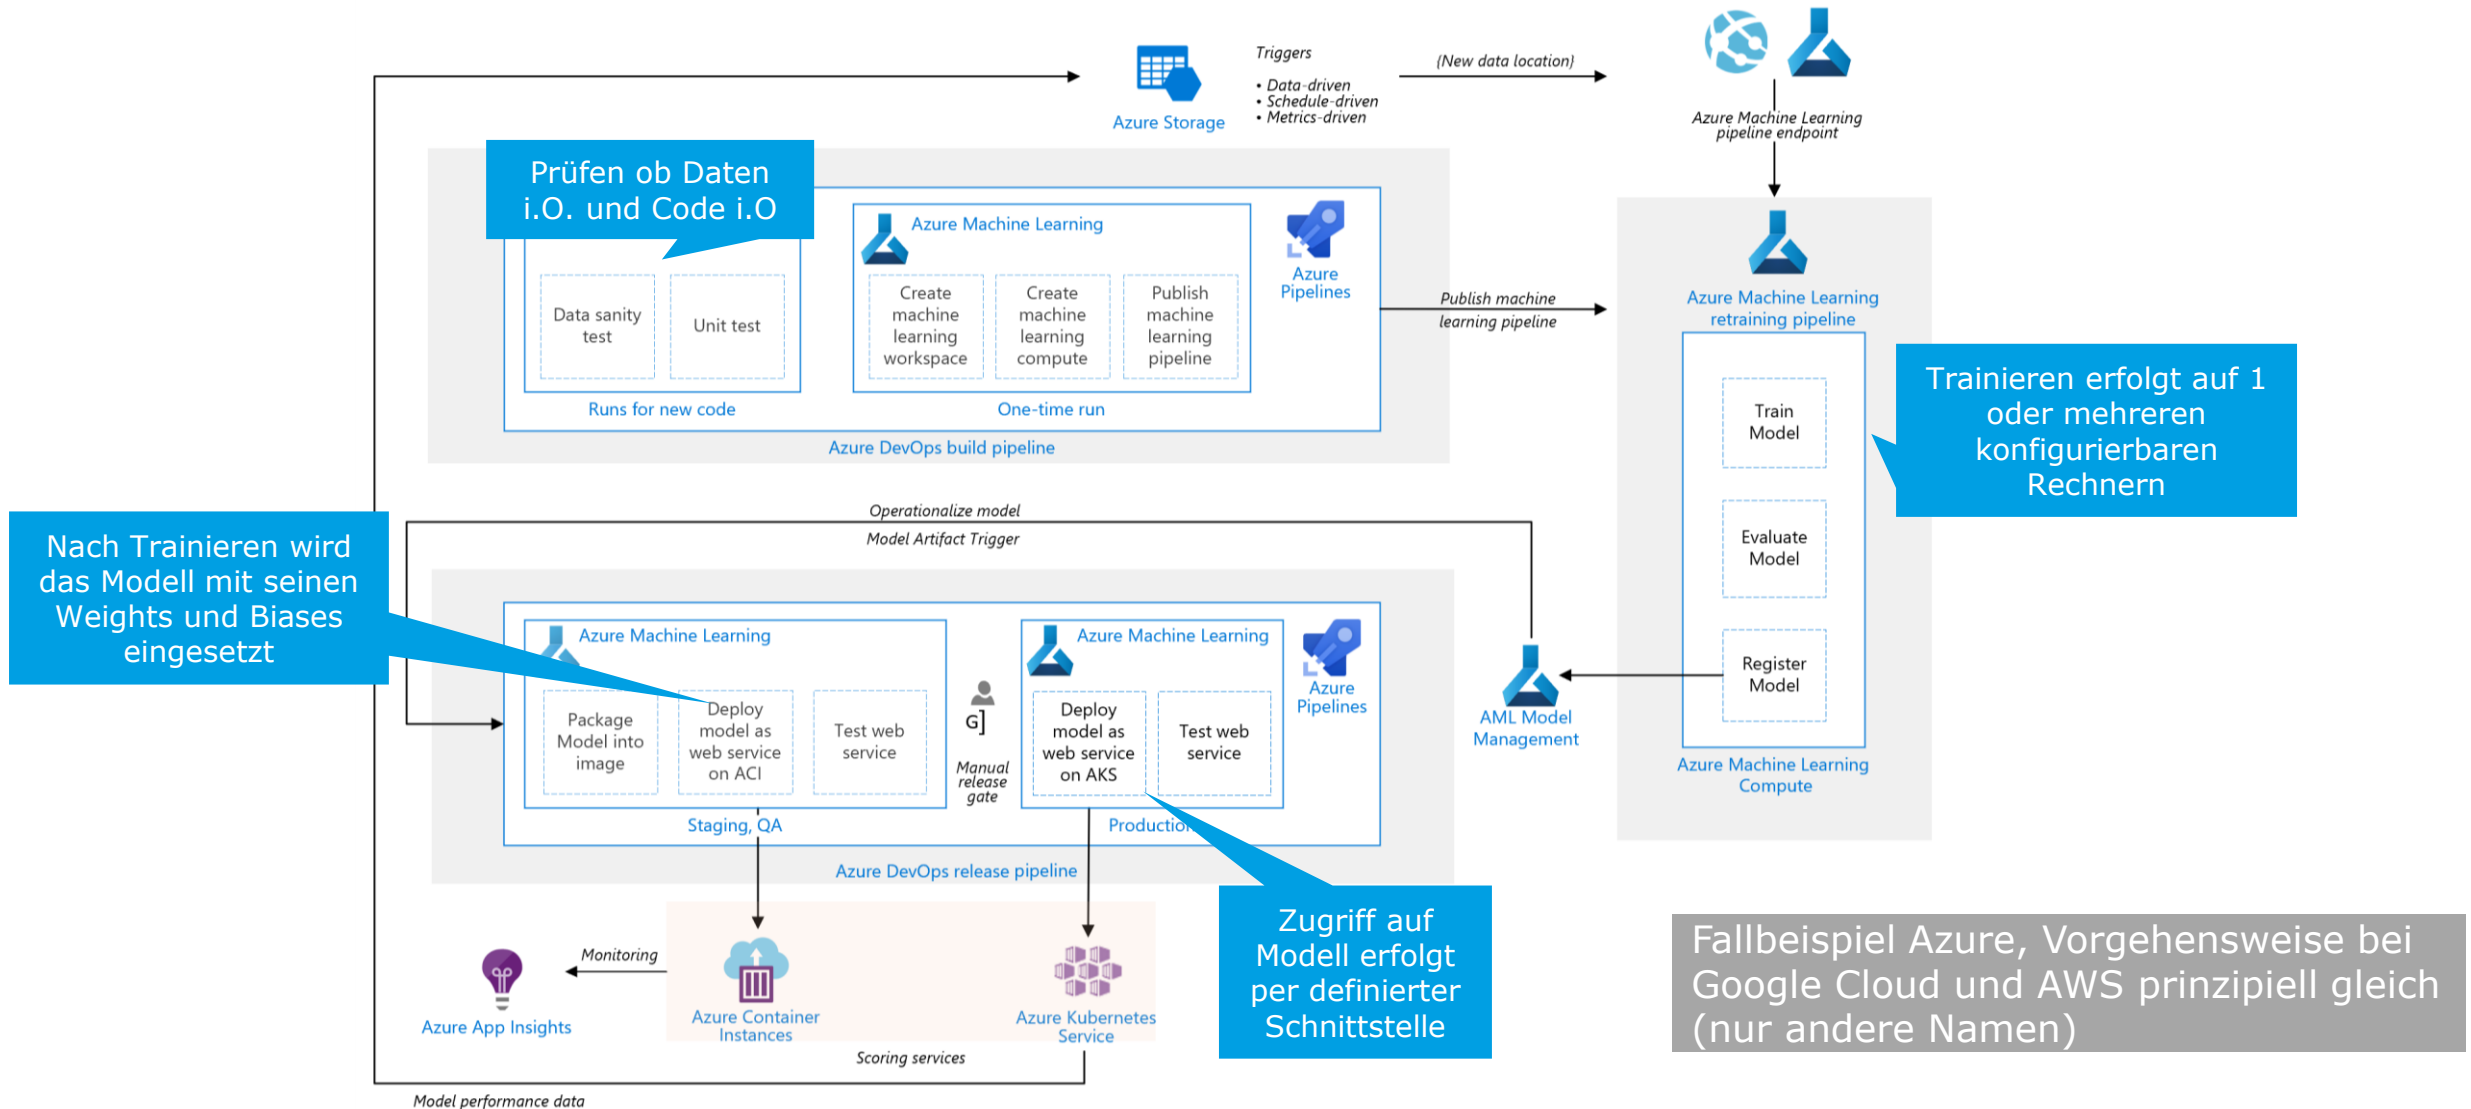 Azure Storage
Triggers
• Data-driven
• Schedule-driven
• Metrics-driven
(New data location)
Azure Machine Learning
pipeline endpoint
Prüfen ob Daten
i.O. und Code i.O
Data sanity
test
Unit test
Runs for new code
Azure Machine Learning
Create
machine
learning
workspace
Create
machine
learning
compute
Publish
machine
learning
pipeline
One-time run
Azure
Pipelines
Azure DevOps build pipeline
Publish machine
learning pipeline
Azure Machine Learning
retraining pipeline
Train
Model
Evaluate
Model
Register
Model
Azure Machine Learning
Compute
Trainieren erfolgt auf 1
oder mehreren
konfigurierbaren
Rechnern
Operationalize model
Model Artifact Trigger
Nach Trainieren wird
das Modell mit seinen
Weights und Biases
eingesetzt
Azure Machine Learning
Package
Model into
image
Deploy
model as
web service
on ACI
Test web
service
Staging, QA
G]
Manual
release
gate
Azure Machine Learning
Deploy
model as
web service
on AKS
Test web
service
Production
Azure
Pipelines
AML Model
Management
Azure DevOps release pipeline
Zugriff auf
Modell erfolgt
per definierter
Schnittstelle
Monitoring
Azure App Insights
Azure Container
Instances
Azure Kubernetes
Service
Scoring services
Model performance data
Fallbeispiel Azure, Vorgehensweise bei
Google Cloud und AWS prinzipiell gleich
(nur andere Namen)